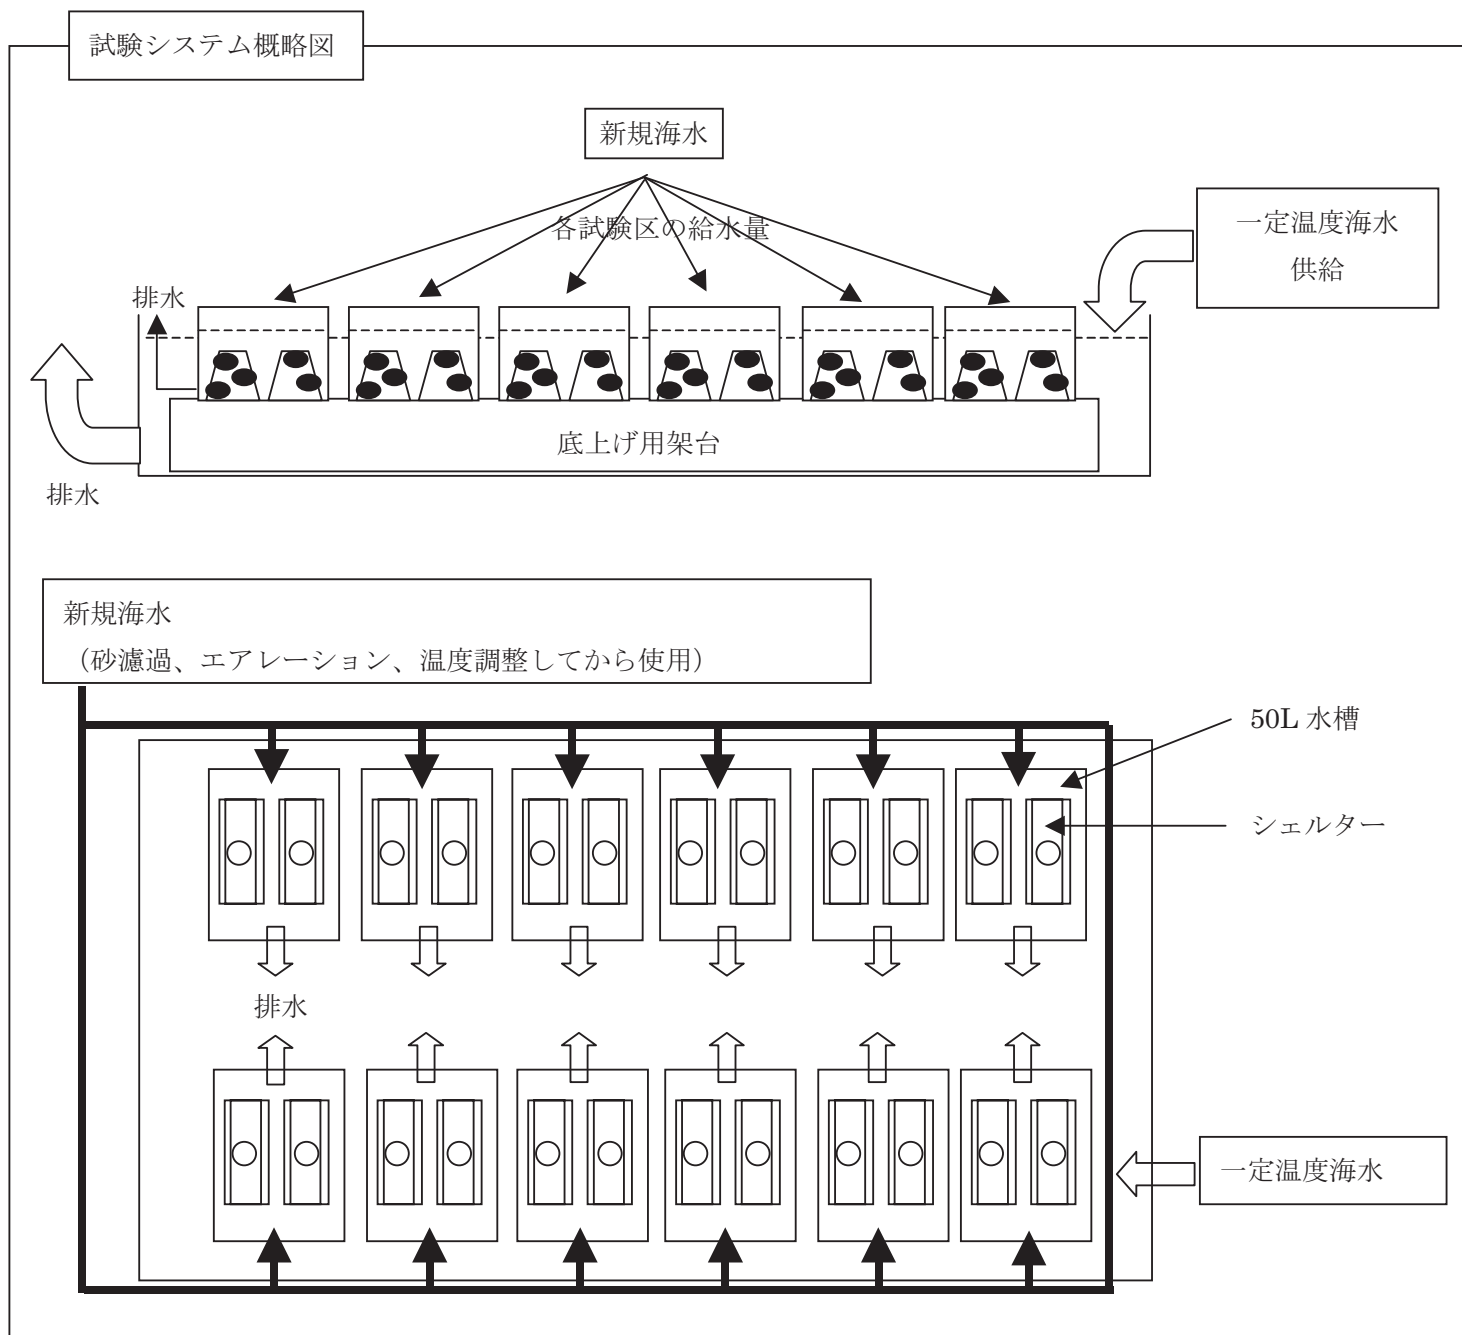 試験システム概略図
新規海水
各試験区の給水量
一定温度海水
供給
排水
底上げ用架台
排水
新規海水
（砂濾過、エアレーション、温度調整してから使用）
50L 水槽
シェルター
排水
一定温度海水